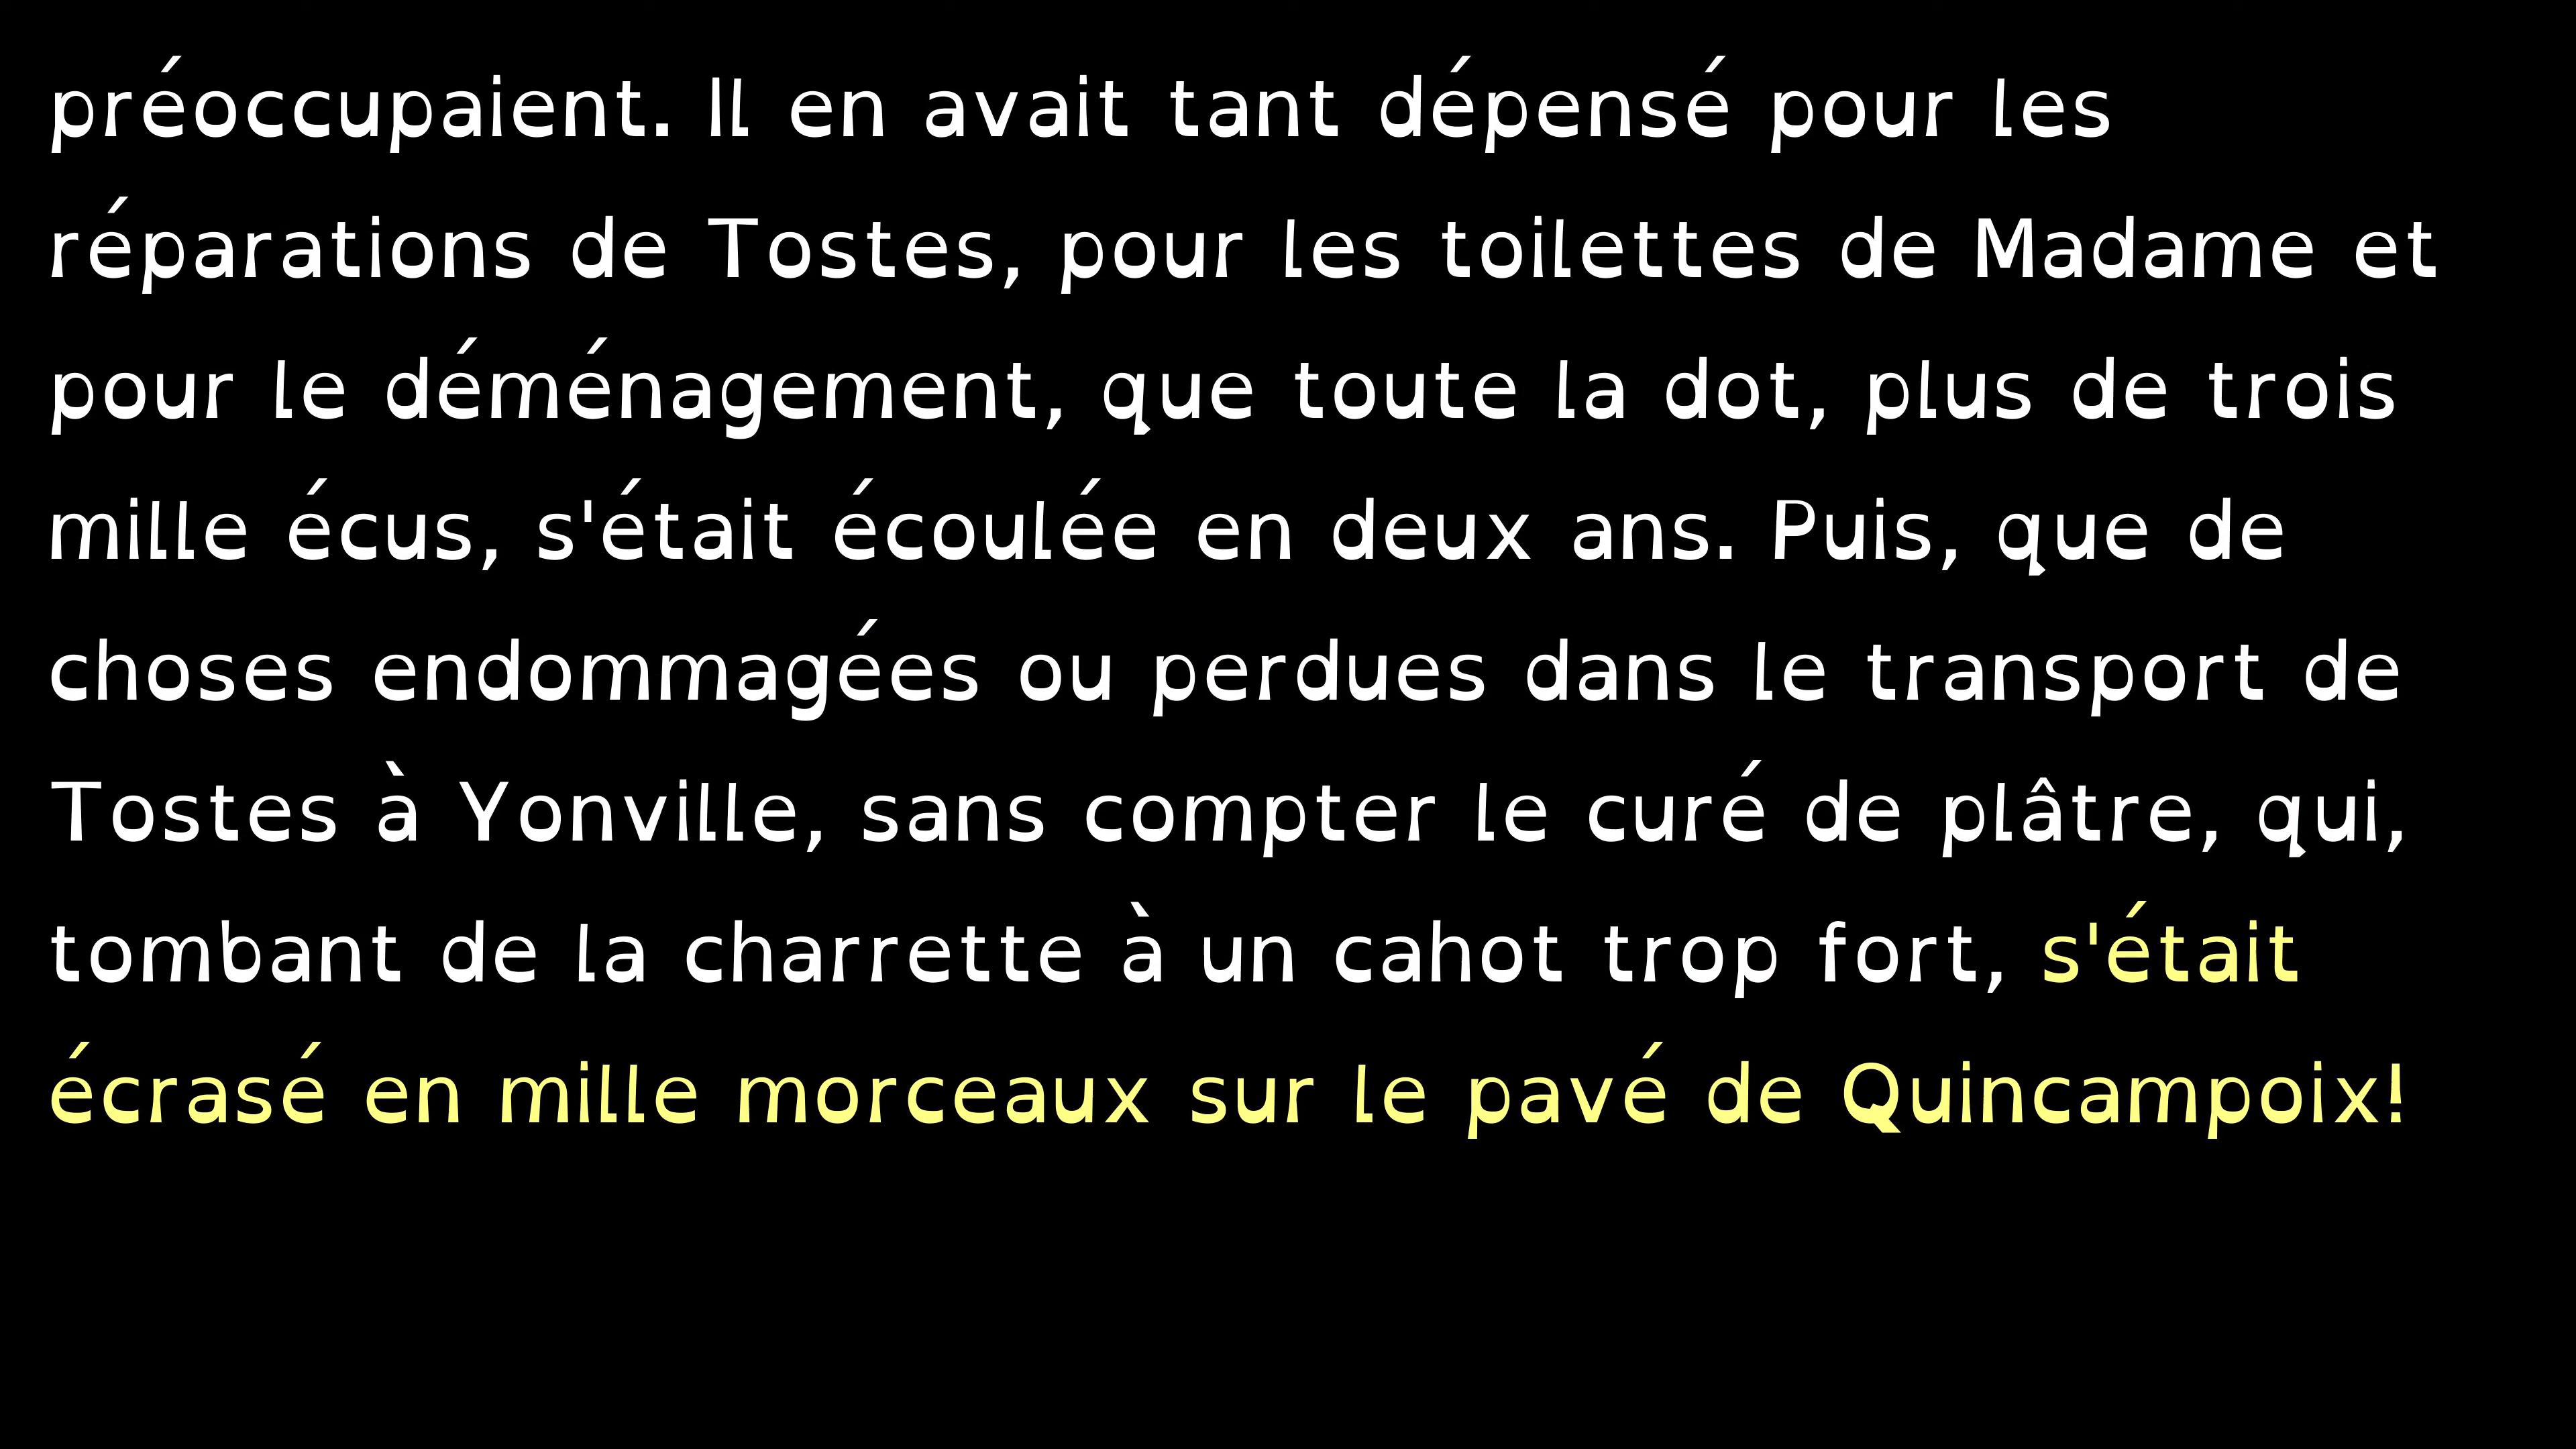 préoccupaient. Il en avait tant dépensé pour les
réparations de Tostes, pour les toilettes de Madame et
pour le déménagement, que toute la dot, plus de trois
mille écus, s'était écoulée en deux ans. Puis, que de
choses endommagées ou perdues dans le transport de
Tostes à Yonville, sans compter le curé de plâtre, qui,
tombant de la charrette à un cahot trop fort, s'était
écrasé en mille morceaux sur le pavé de Quincampoix!